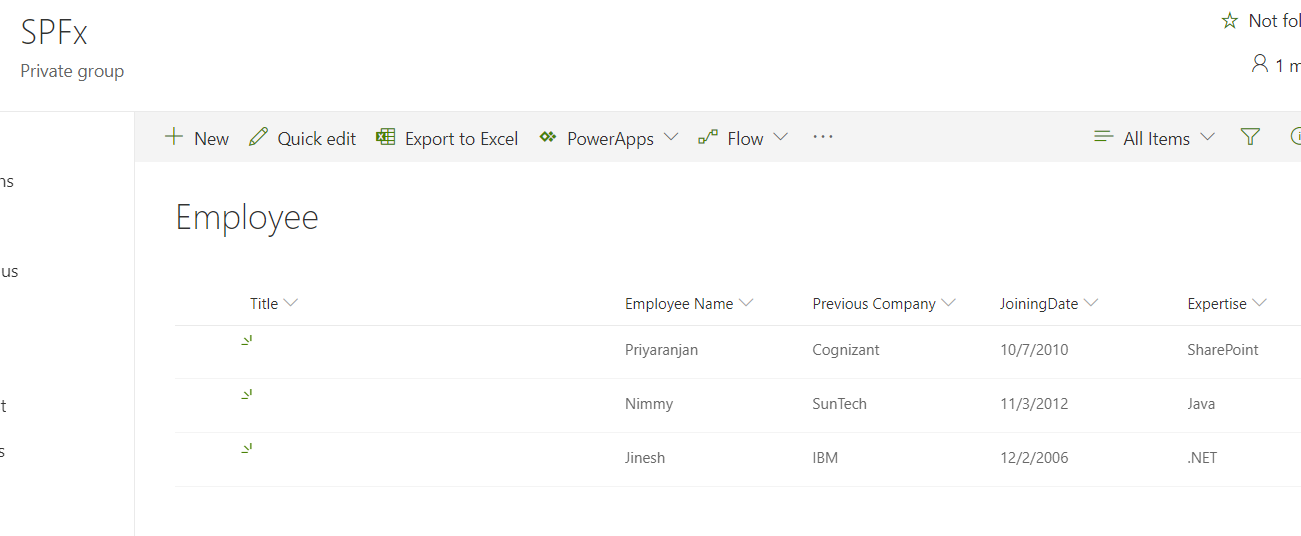 SPFx
Not fol
Private group
1 m
New Quick edit Export to Excel PowerApps Flow ... All Items
ns
Employee
us
Title Employee Name Previous Company JoiningDate Expertise
Priyaranjan Cognizant 10/7/2010 SharePoint
Nimmy SunTech 11/3/2012 Java
t
s
Jinesh IBM 12/2/2006 .NET